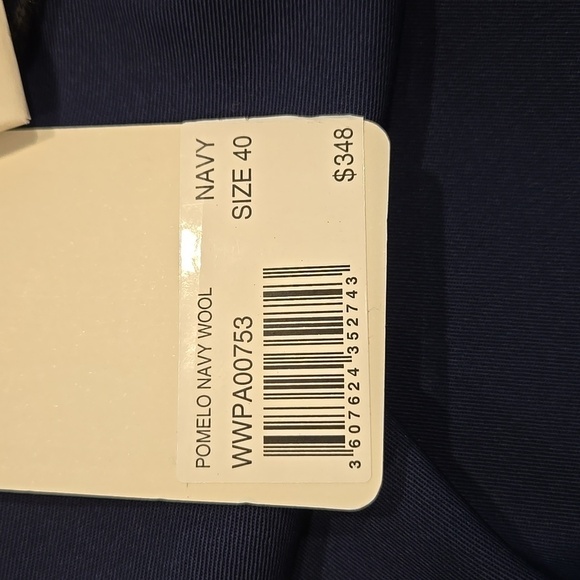 POMELO NAVY WOOL NAVY
WWPA00753 SIZE 40
3 607624 352743
$348